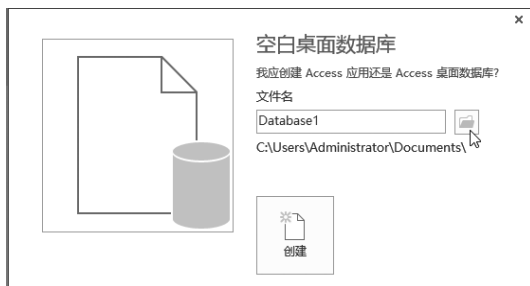 空白桌面数据库
我应创建 Access 应用还是 Access 桌面数据库?
文件名
Database1
C:\Users\Administrator\Documents\
创建